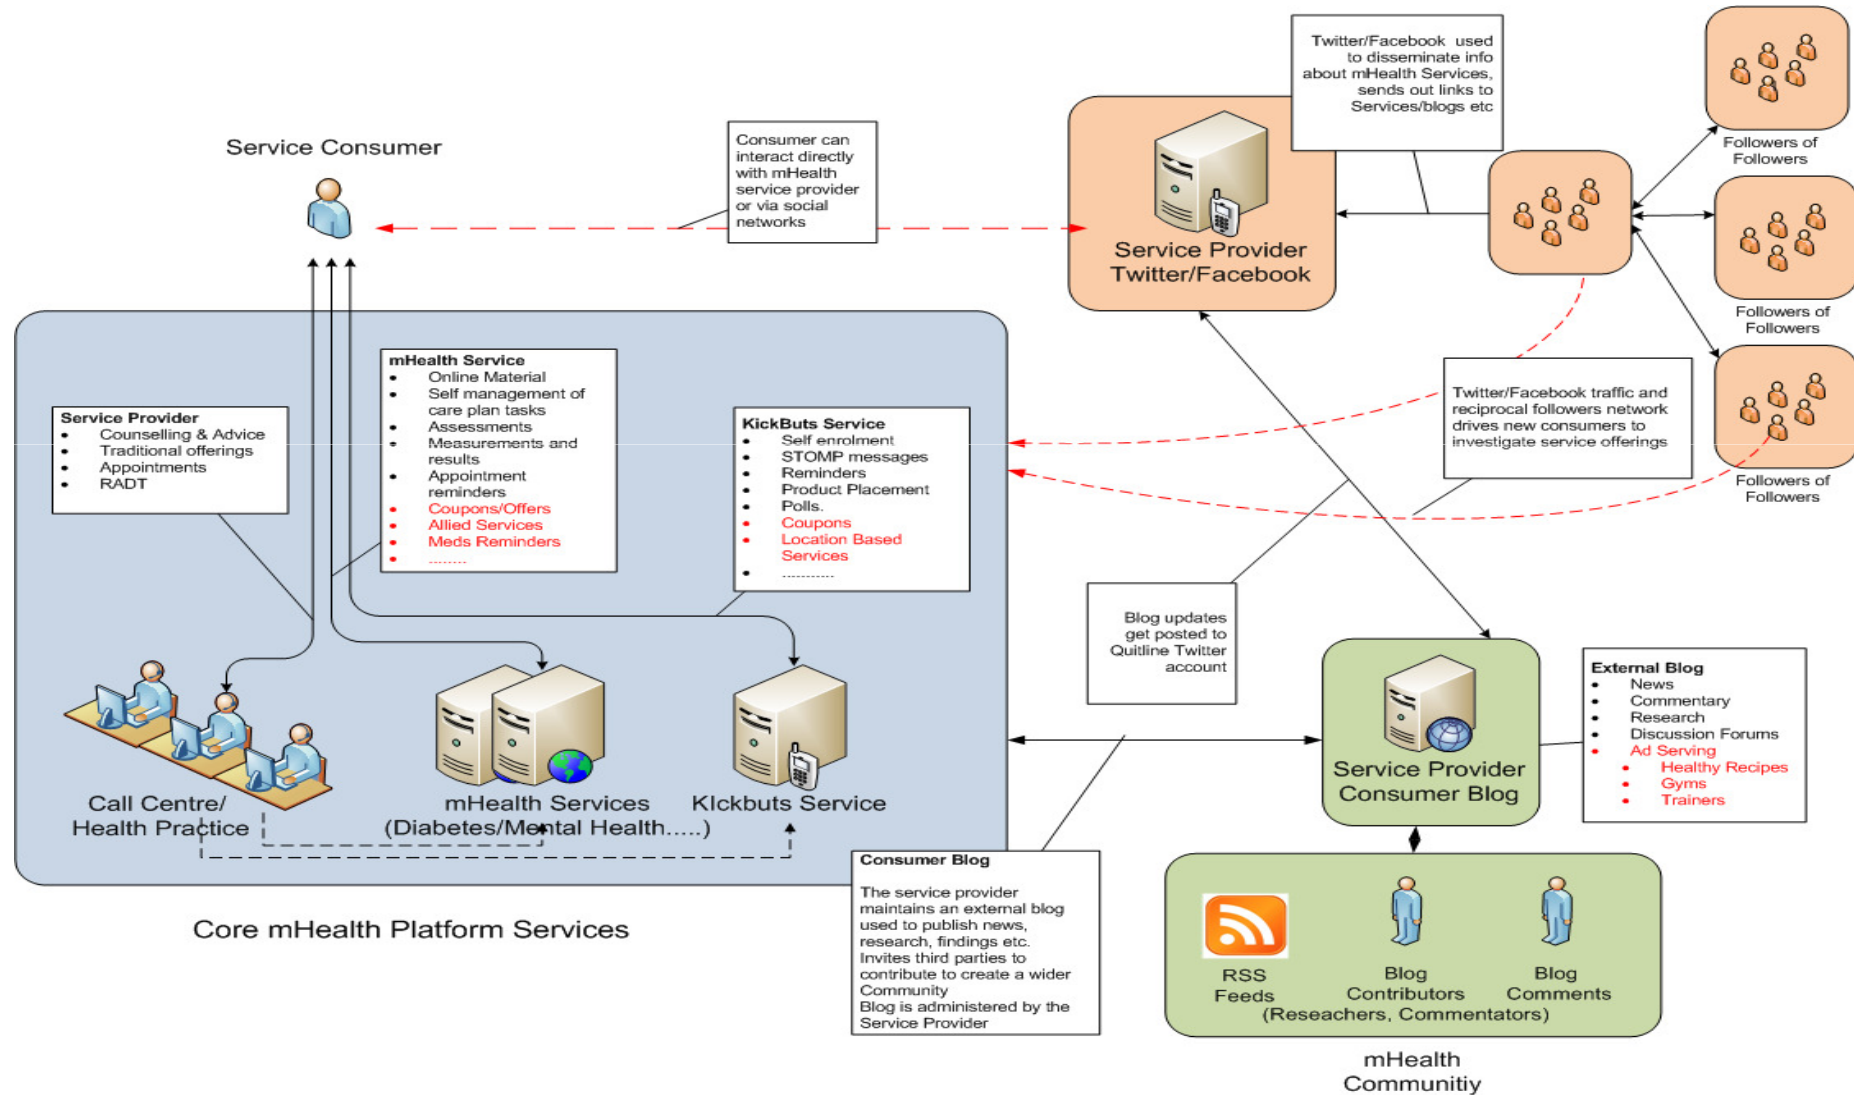 Service Consumer
Consumer can
interact directly
with mHealth
service provider
or via social
networks
Service Provider
Twitter/Facebook
Twitter/Facebook used
to disseminate info
about mHealth Services,
sends out links to
Services/blogs etc
Followers of
Followers
Followers of
Followers
Followers of
Followers
Twitter/Facebook traffic and
reciprocal followers network
drives new consumers to
investigate service offerings
Service Provider
• Counselling & Advice
• Traditional offerings
• Appointments
• RADT
mHealth Service
• Online Material
• Self management of
care plan tasks
• Assessments
• Measurements and
results
• Appointment
reminders
• Coupons/Offers
• Allied Services
• Meds Reminders
• ........
KickButs Service
• Self enrolment
• STOMP messages
• Reminders
• Product Placement
• Polls.
• Coupons
• Location Based
Services
• ...........
Call Centre/
Health Practice
mHealth Services
(Diabetes/Mental Health.....)
KIckbuts Service
Core mHealth Platform Services
Blog updates
get posted to
Quitline Twitter
account
Service Provider
Consumer Blog
External Blog
• News
• Commentary
• Research
• Discussion Forums
• Ad Serving
• Healthy Recipes
• Gyms
• Trainers
Consumer Blog
The service provider
maintains an external blog
used to publish news,
research, findings etc.
Invites third parties to
contribute to create a wider
Community
Blog is administered by the
Service Provider
RSS
Feeds
Blog
Contributors
Blog
Comments
(Reseachers, Commentators)
mHealth
Communitiy